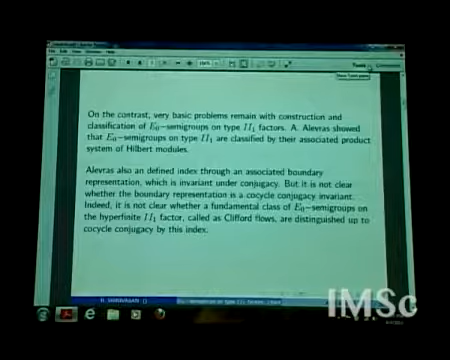 On the contrast, very basic problems remain with construction and
classification of E₀−semigroups on type II₁ factors. A. Alevras showed
that E₀−semigroups on type II₁ are classified by their associated product
system of Hilbert modules.
Alevras also an defined index through an associated boundary
representation, which is invariant under conjugacy. But it is not clear
whether the boundary representation is a cocycle conjugacy invariant.
Indeed, it is not clear whether a fundamental class of E₀−semigroups on
the hyperfinite II₁ factor, called as Clifford flows, are distinguished up to
cocycle conjugacy by this index.
R. SRINIVASAN ()
IMSc